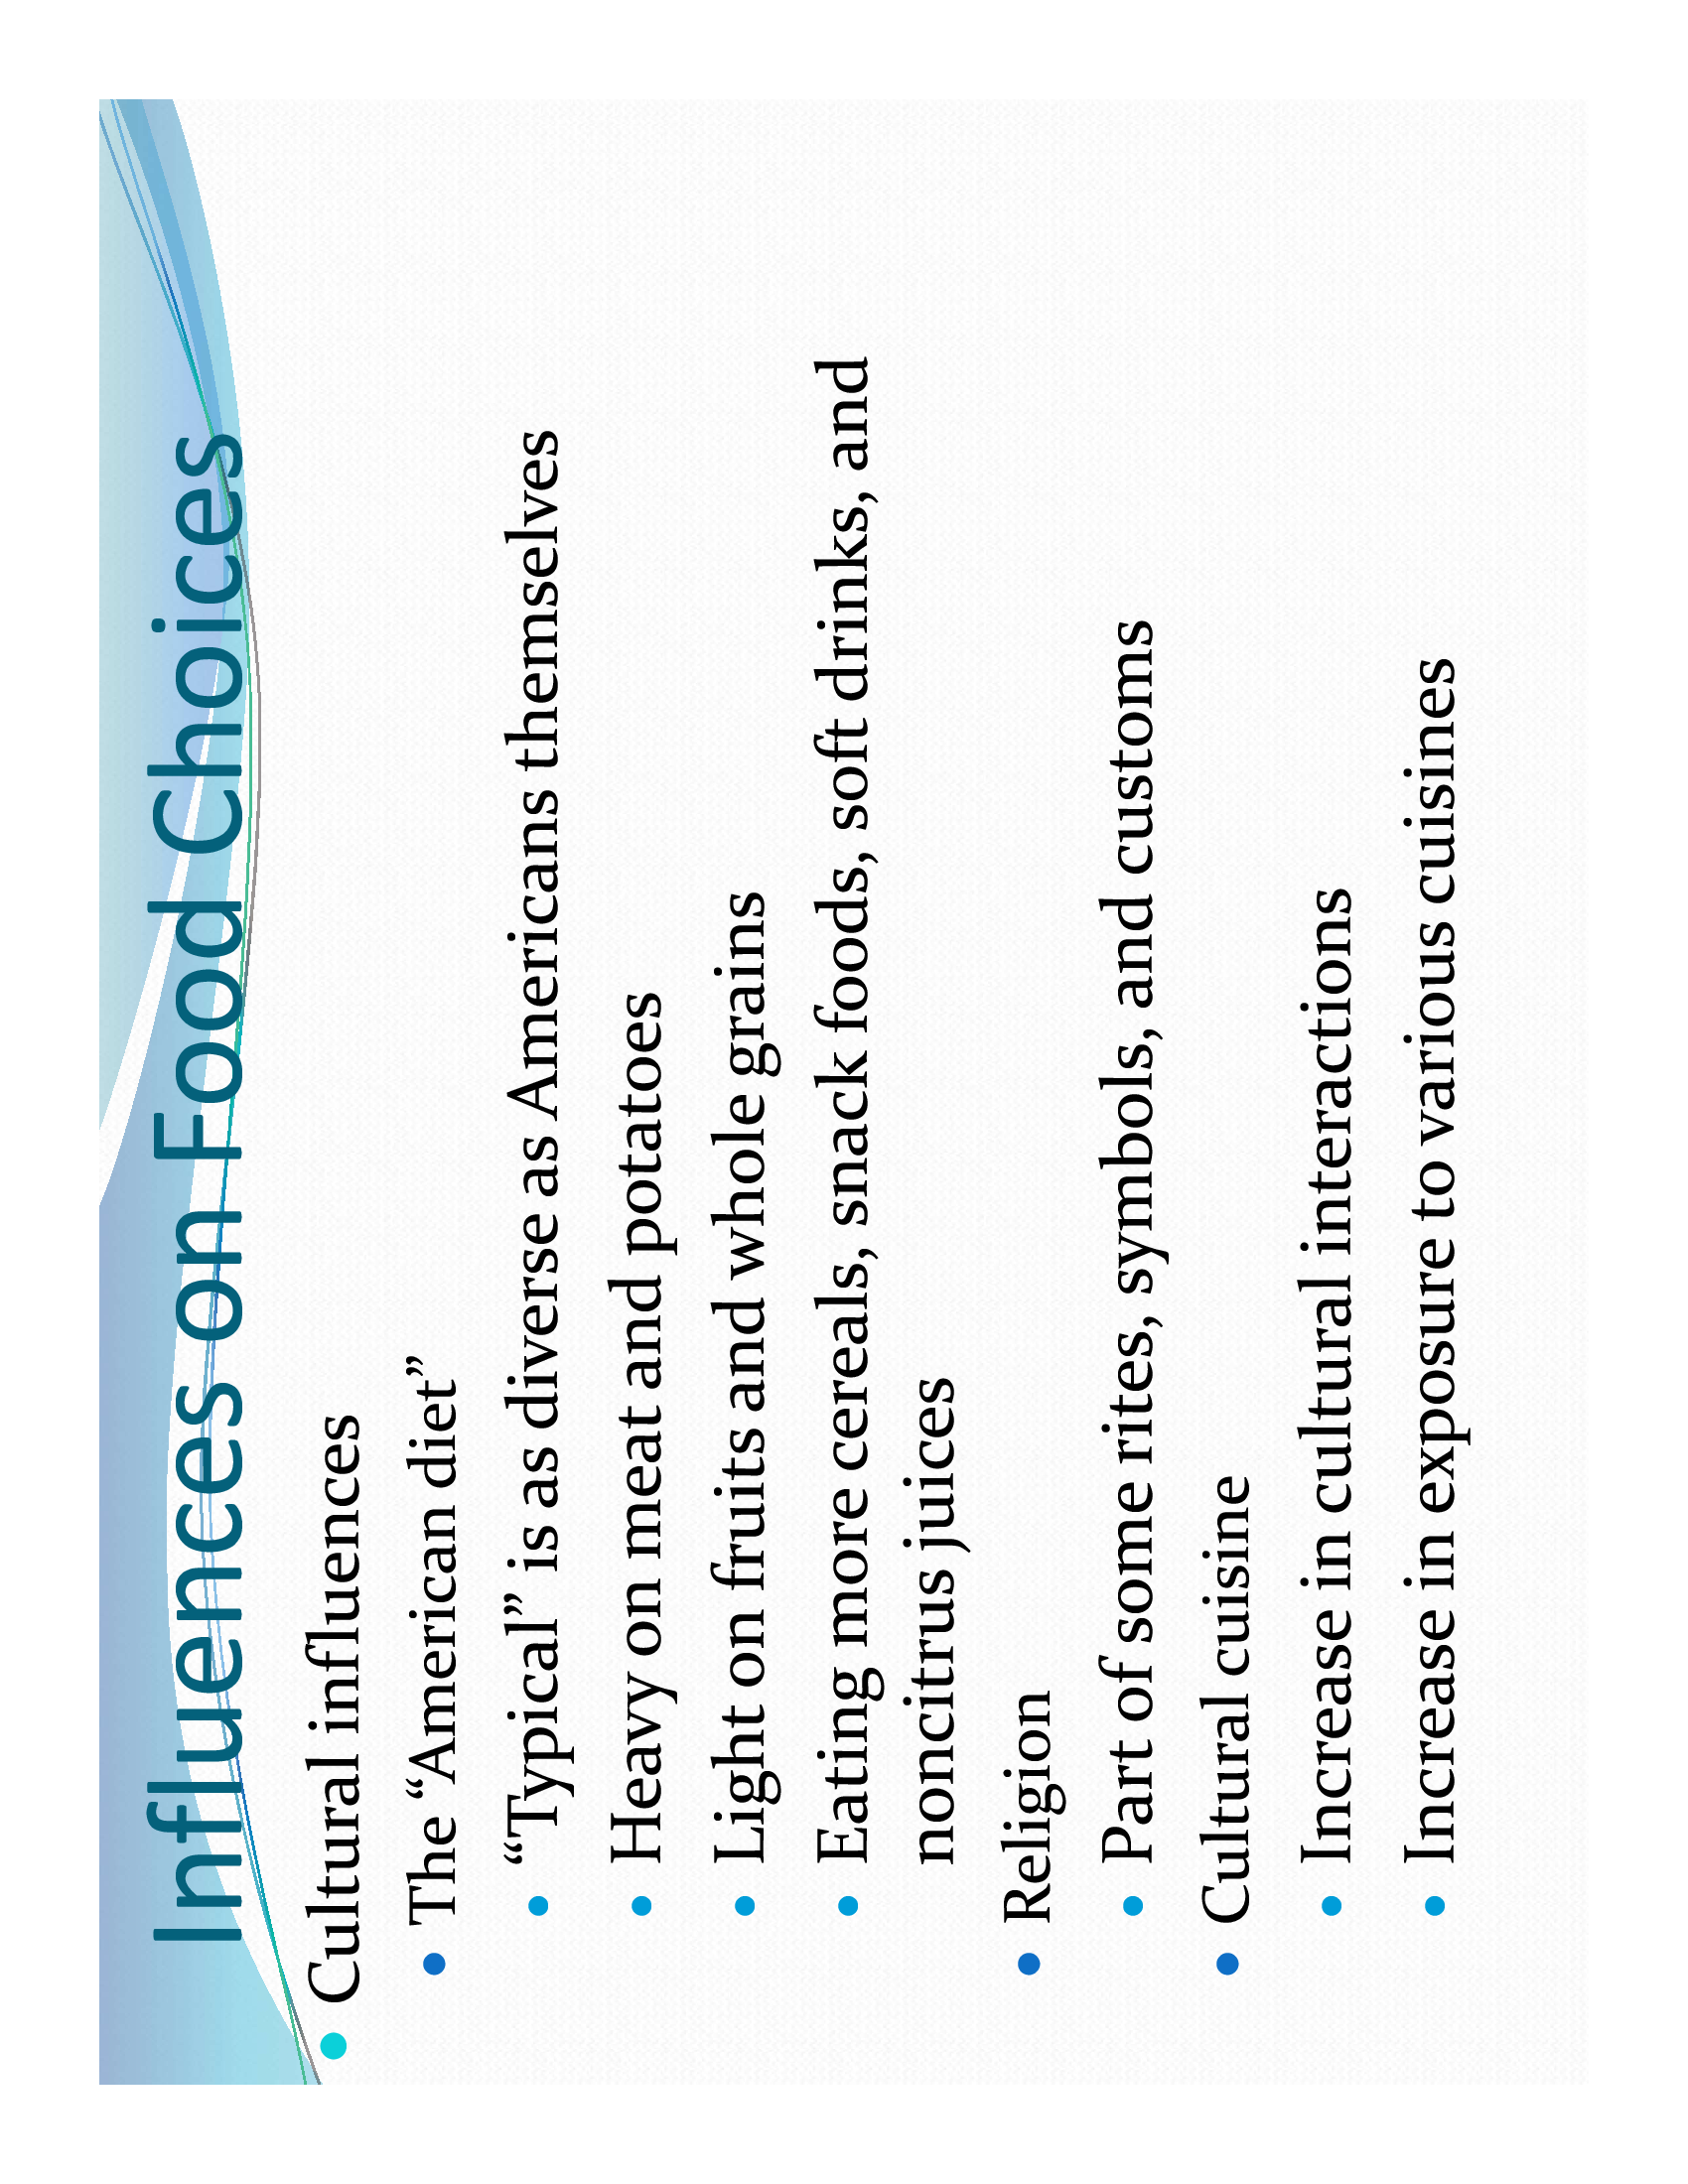 Influences on Food Choices
• Cultural influences
• The “American diet”
• “Typical” is as diverse as Americans themselves
• Heavy on meat and potatoes
• Light on fruits and whole grains
• Eating more cereals, snack foods, soft drinks, and
noncitrus juices
• Religion
• Part of some rites, symbols, and customs
• Cultural cuisine
• Increase in cultural interactions
• Increase in exposure to various cuisines